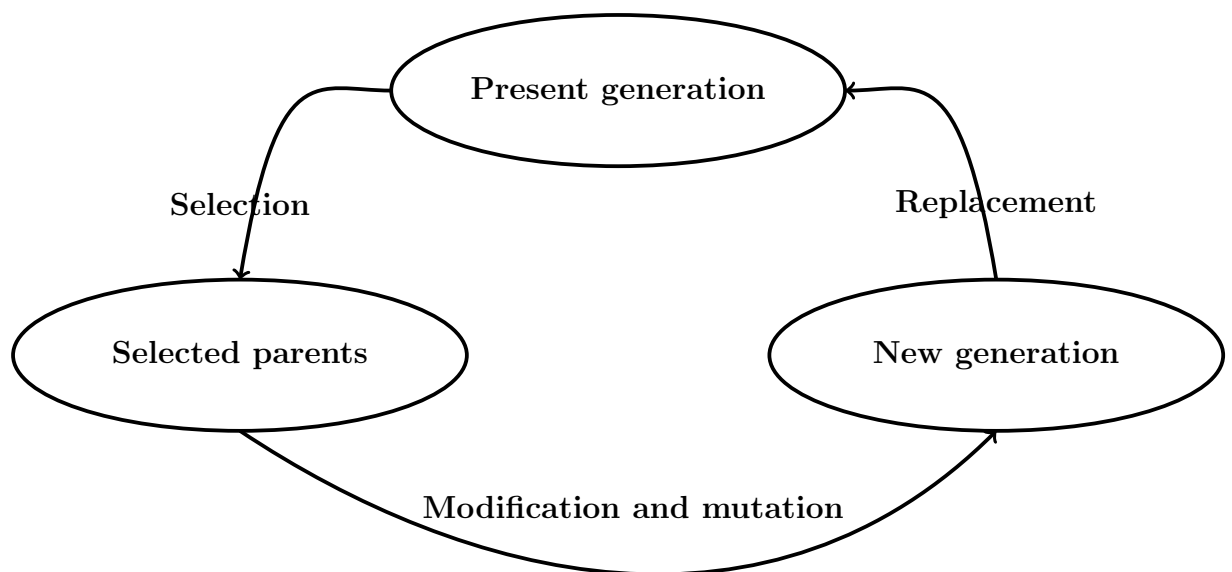 Present generation
Selection
Replacement
Selected parents
New generation
Modification and mutation